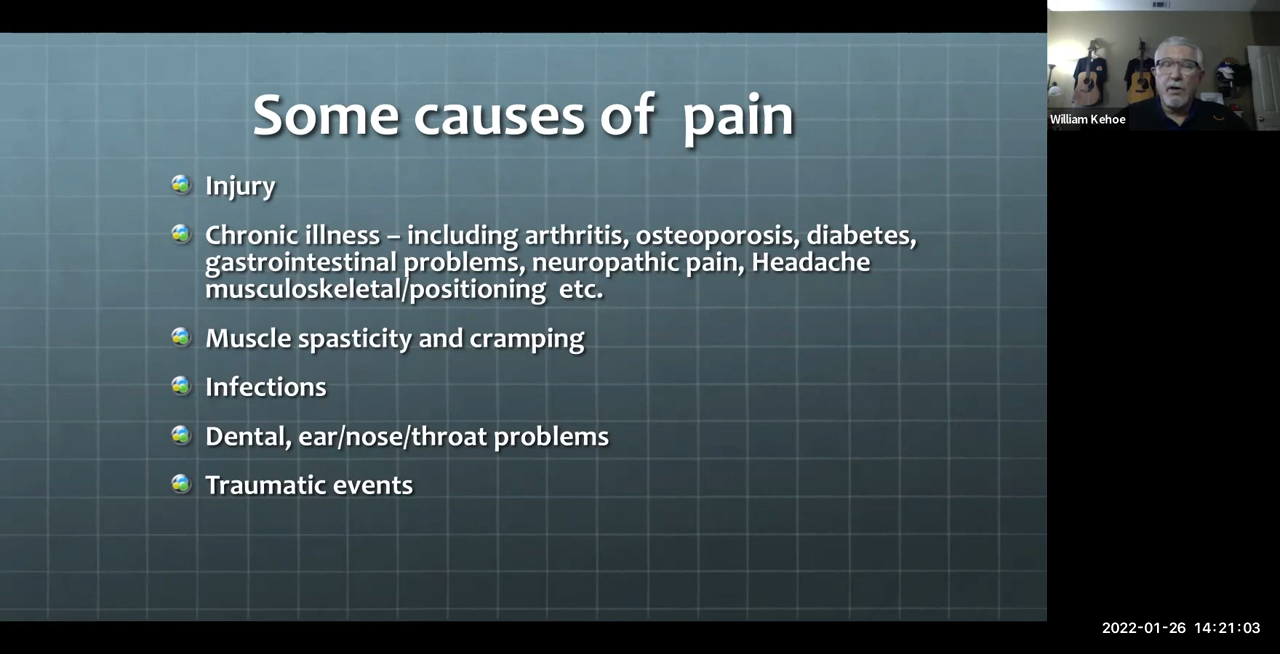 Some causes of pain
Injury
Chronic illness – including arthritis, osteoporosis, diabetes,
gastrointestinal problems, neuropathic pain, Headache
musculoskeletal/positioning etc.
Muscle spasticity and cramping
Infections
Dental, ear/nose/throat problems
Traumatic events
William Kehoe
2022-01-26 14:21:03